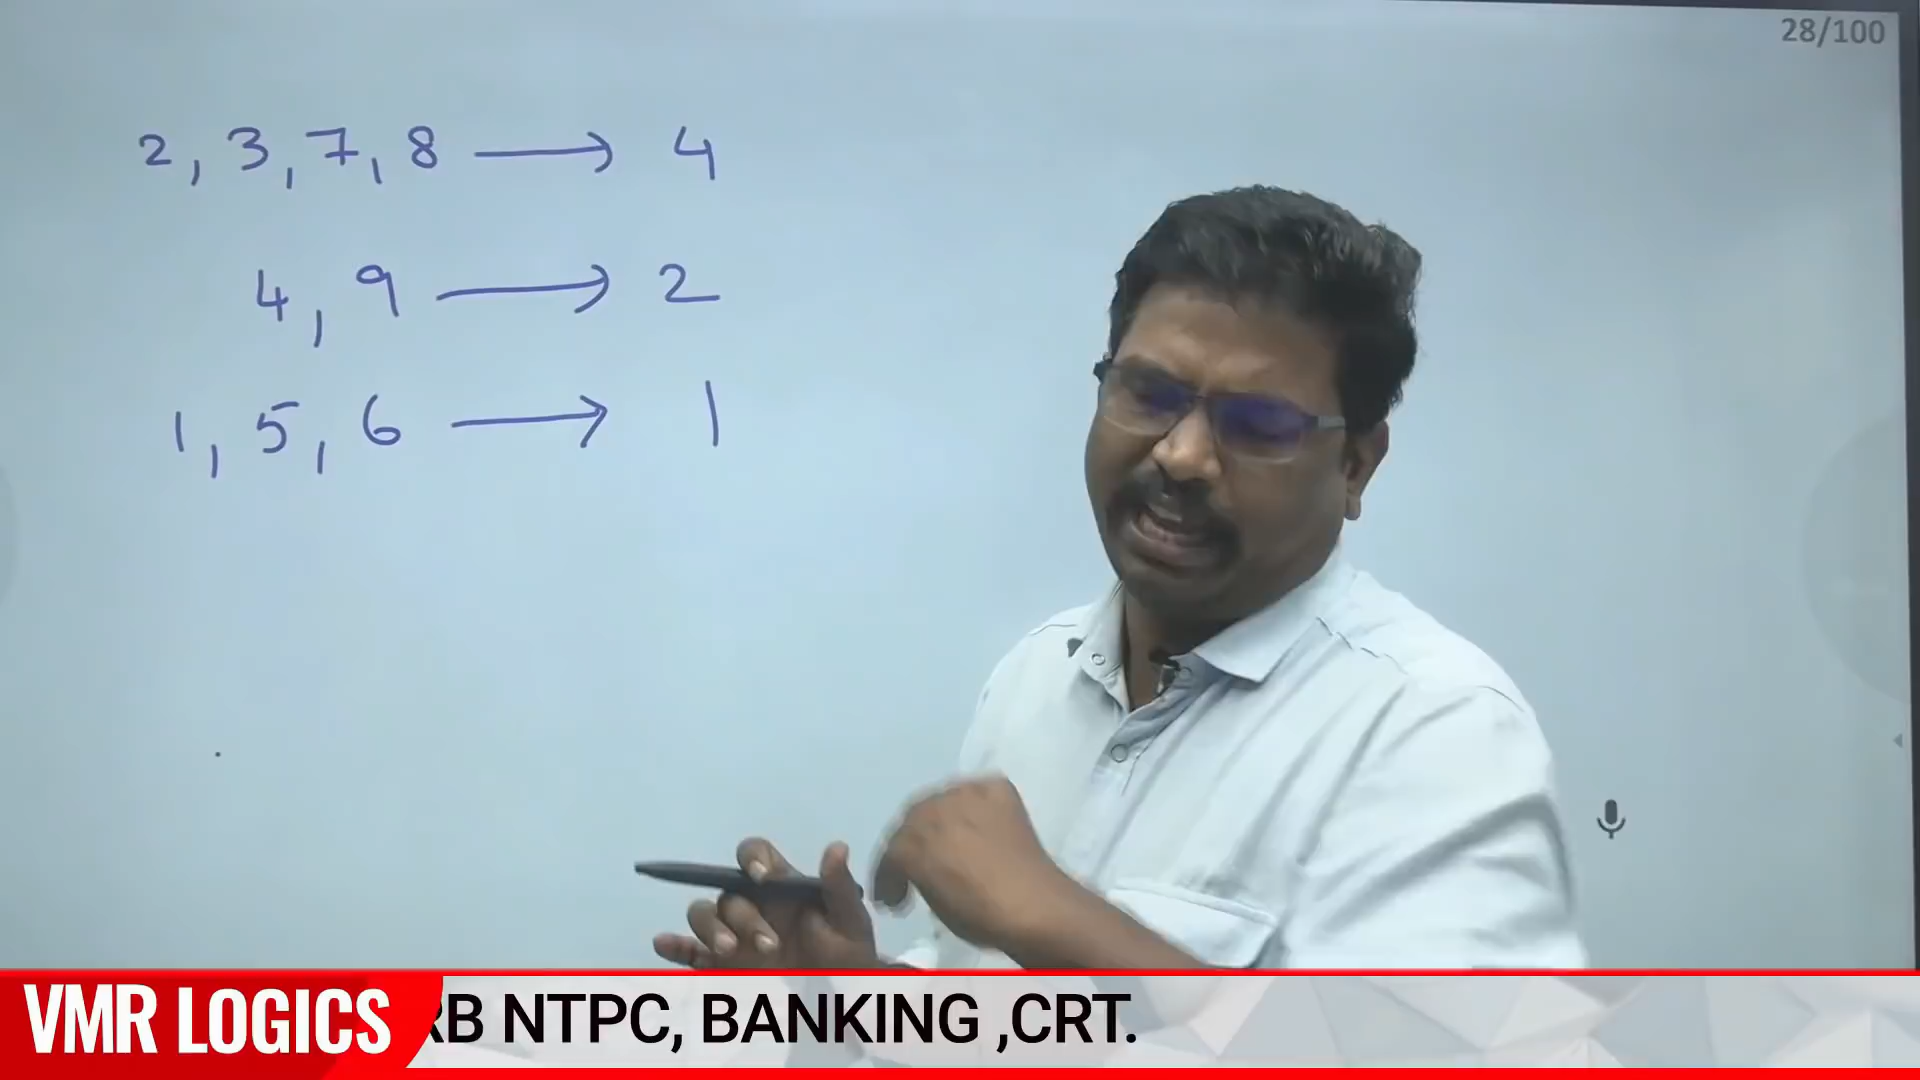 28/100
2, 3, 7, 8 → 4
4, 9 → 2
1, 5, 6 → 1
VMR LOGICS
RB NTPC, BANKING ,CRT.